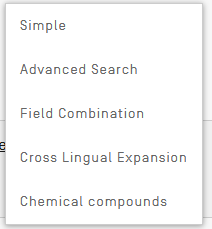 Simple
Advanced Search
Field Combination
Cross Lingual Expansion
Chemical compounds